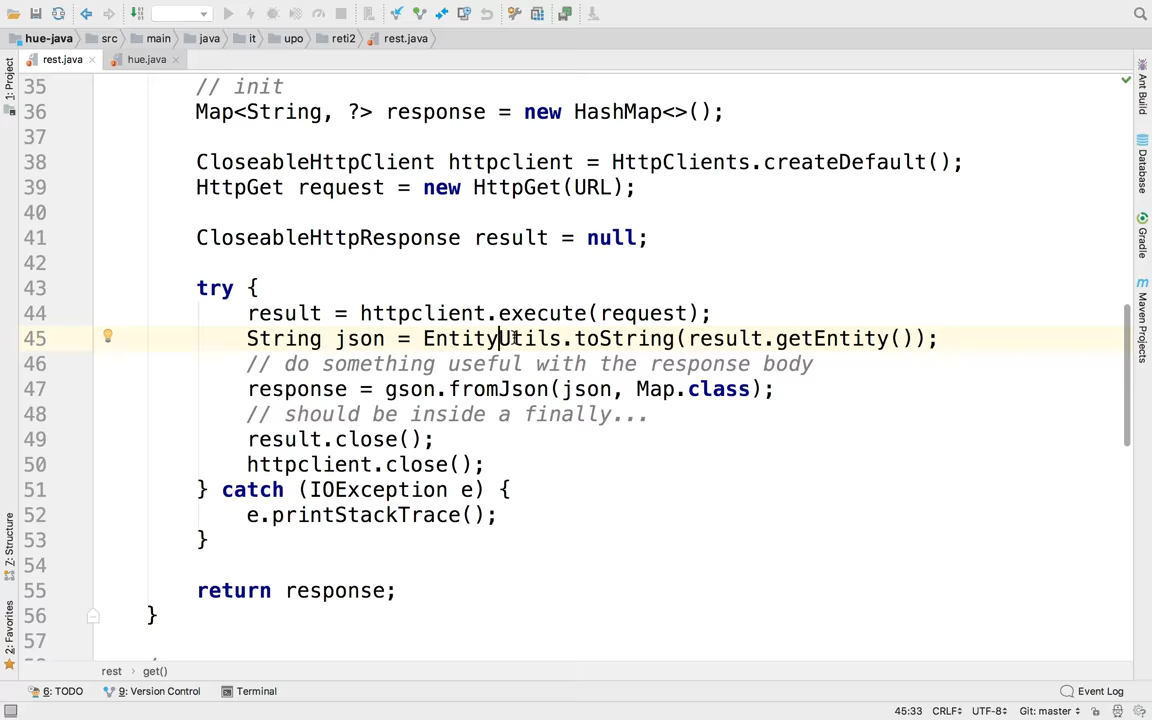 hue-java src main java it upo reti2 rest.java
rest.java hue.java
1: Project
Ant Build
Database
Gradle
Maven Projects
Z: Structure
2: Favorites
35 // init
36 Map<String, ?> response = new HashMap<>();
37
38 CloseableHttpClient httpclient = HttpClients.createDefault();
39 HttpGet request = new HttpGet(URL);
40
41 CloseableHttpResponse result = null;
42
43 try {
44 result = httpclient.execute(request);
45 String json = EntityUtils.toString(result.getEntity());
46 // do something useful with the response body
47 response = gson.fromJson(json, Map.class);
48 // should be inside a finally...
49 result.close();
50 httpclient.close();
51 } catch (IOException e) {
52 e.printStackTrace();
53 }
54
55 return response;
56 }
57
rest › get()
6: TODO 9: Version Control Terminal Event Log
45:33 CRLF UTF-8 Git: master